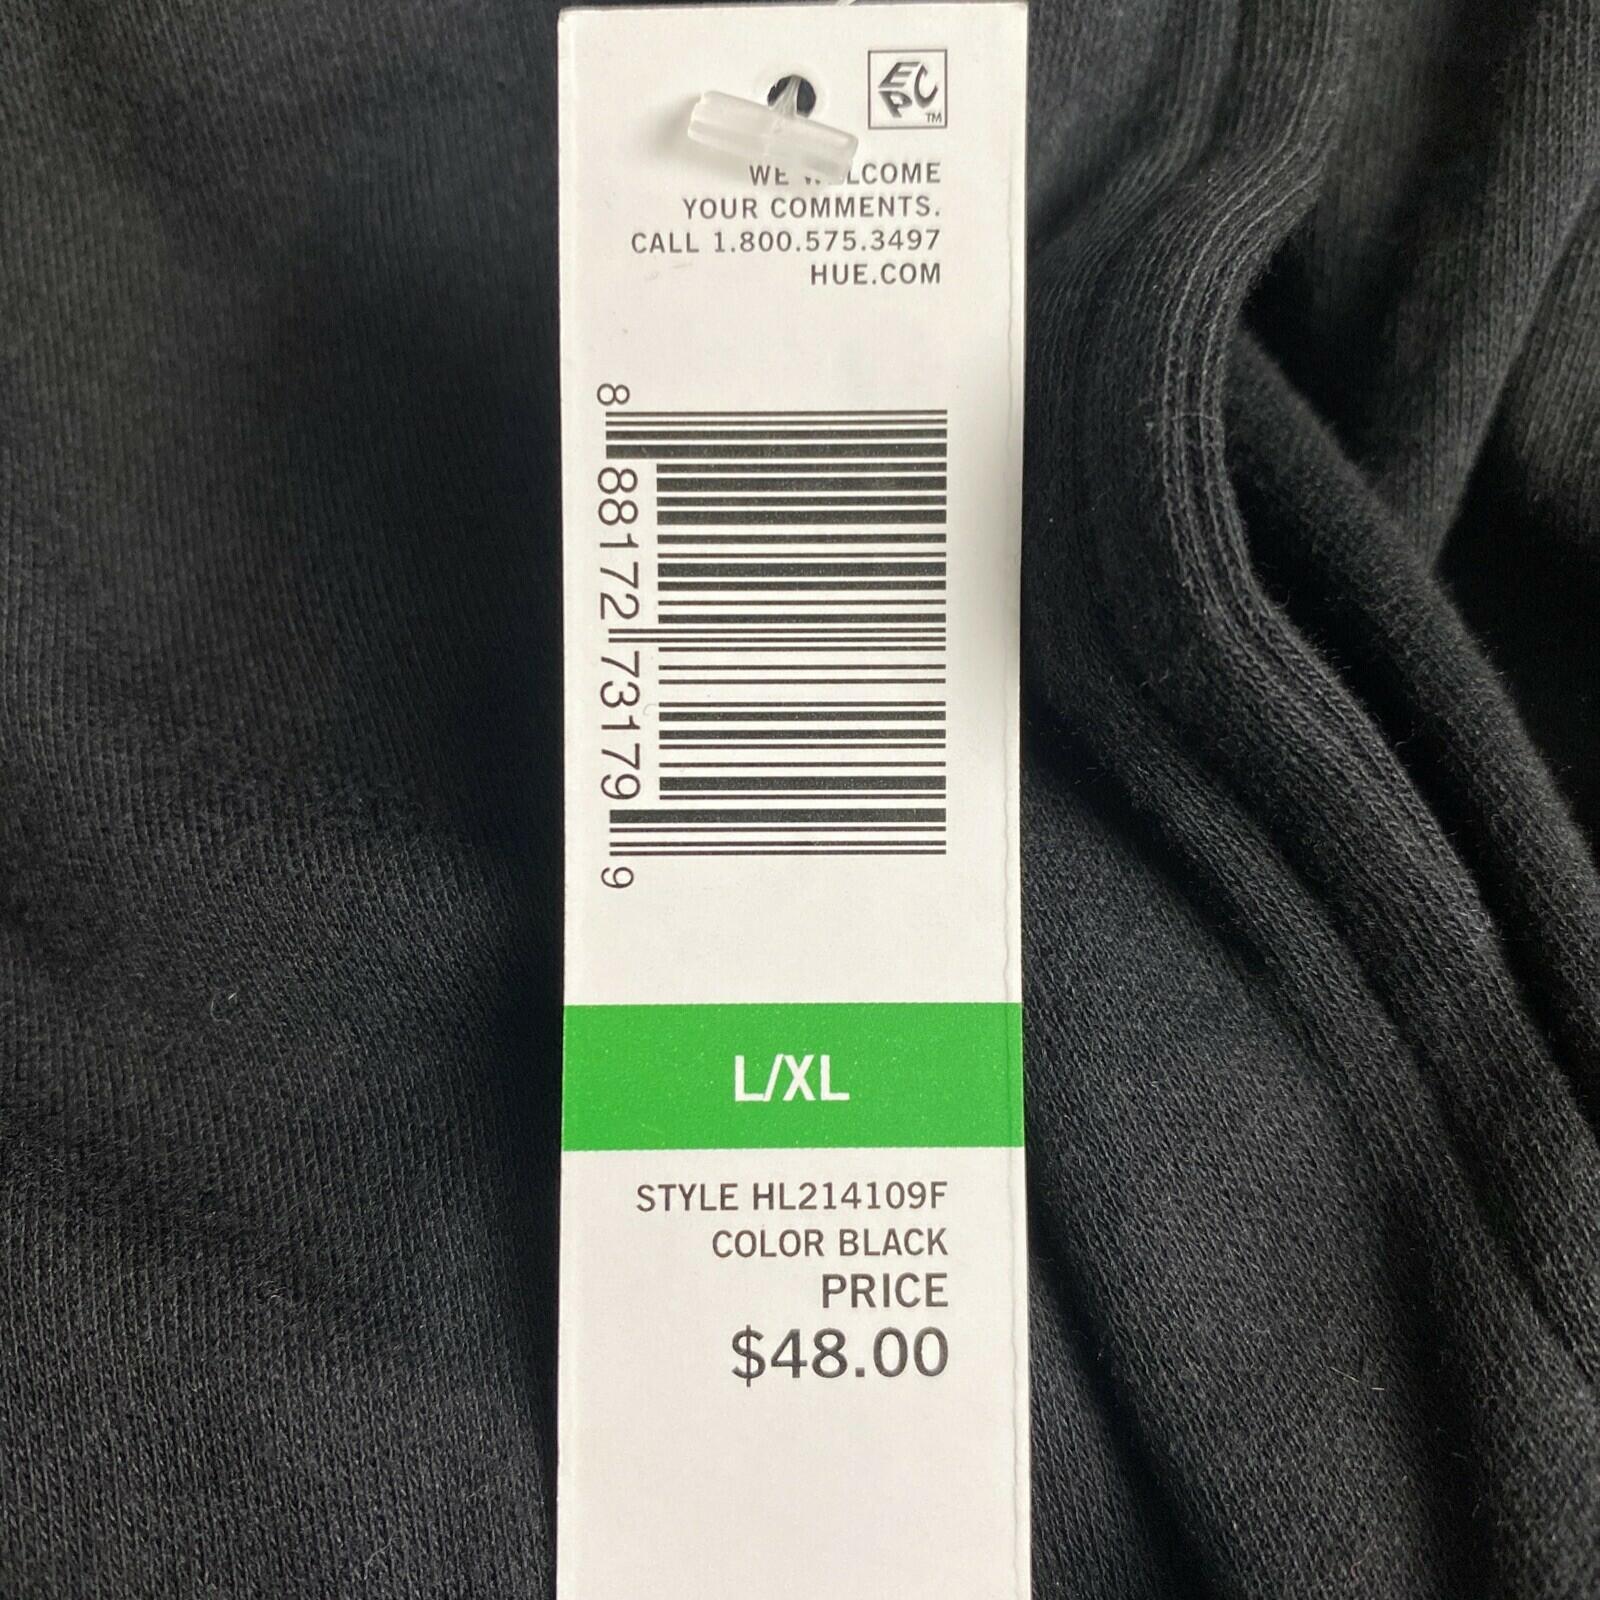 EPC
TM
WE
YOUR COMMENTS.
CALL 1.800.575.3497
HUE.COM
8 88172 73179 9
L/XL
STYLE HL214109F
COLOR BLACK
PRICE
$48.00